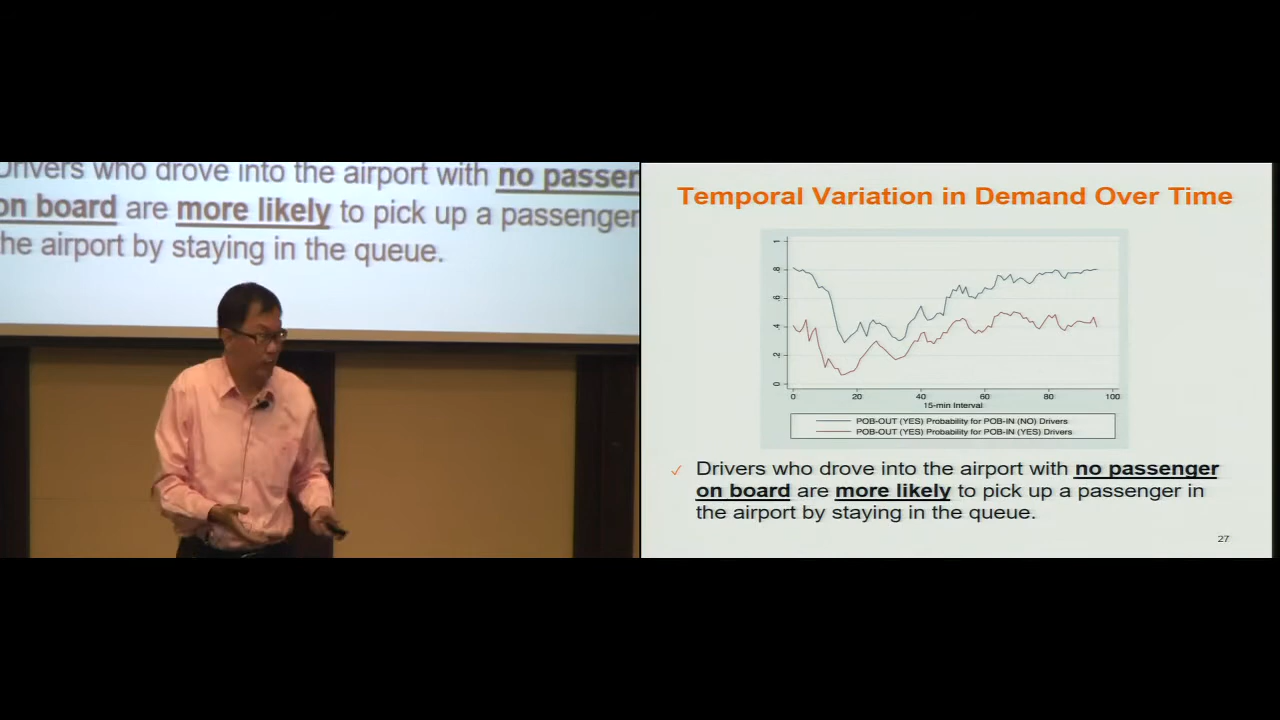 Drivers who drove into the airport with no passen
on board are more likely to pick up a passenger
the airport by staying in the queue.
Temporal Variation in Demand Over Time
1
.8
.6
.4
.2
0
0 20 40 60 80 100
15-min Interval
POB-OUT (YES) Probability for POB-IN (NO) Drivers
POB-OUT (YES) Probability for POB-IN (YES) Drivers
✓ Drivers who drove into the airport with no passenger
on board are more likely to pick up a passenger in
the airport by staying in the queue.
27